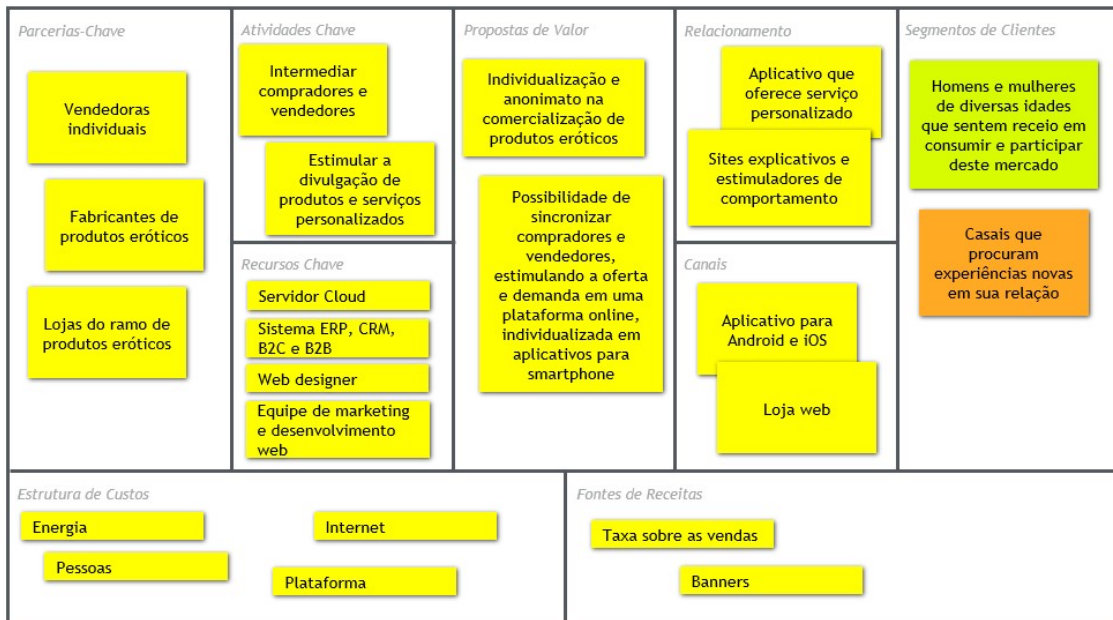 Parcerias-Chave
Vendedoras
individuais
Fabricantes de
produtos eróticos
Lojas do ramo de
produtos eróticos
Atividades Chave
Intermediar
compradores e
vendedores
Estimular a
divulgação de
produtos e serviços
personalizados
Recursos Chave
Servidor Cloud
Sistema ERP, CRM,
B2C e B2B
Web designer
Equipe de marketing
e desenvolvimento
web
Propostas de Valor
Individualização e
anonimato na
comercialização de
produtos eróticos
Possibilidade de
sincronizar
compradores e
vendedores,
estimulando a oferta
e demanda em uma
plataforma online,
individualizada em
aplicativos para
smartphone
Relacionamento
Aplicativo que
oferece serviço
personalizado
Sites explicativos e
estimuladores de
comportamento
Canais
Aplicativo para
Android e iOS
Loja web
Segmentos de Clientes
Homens e mulheres
de diversas idades
que sentem receio em
consumir e participar
deste mercado
Casais que
procuram
experiências novas
em sua relação
Estrutura de Custos
Energia
Internet
Pessoas
Plataforma
Fontes de Receitas
Taxa sobre as vendas
Banners